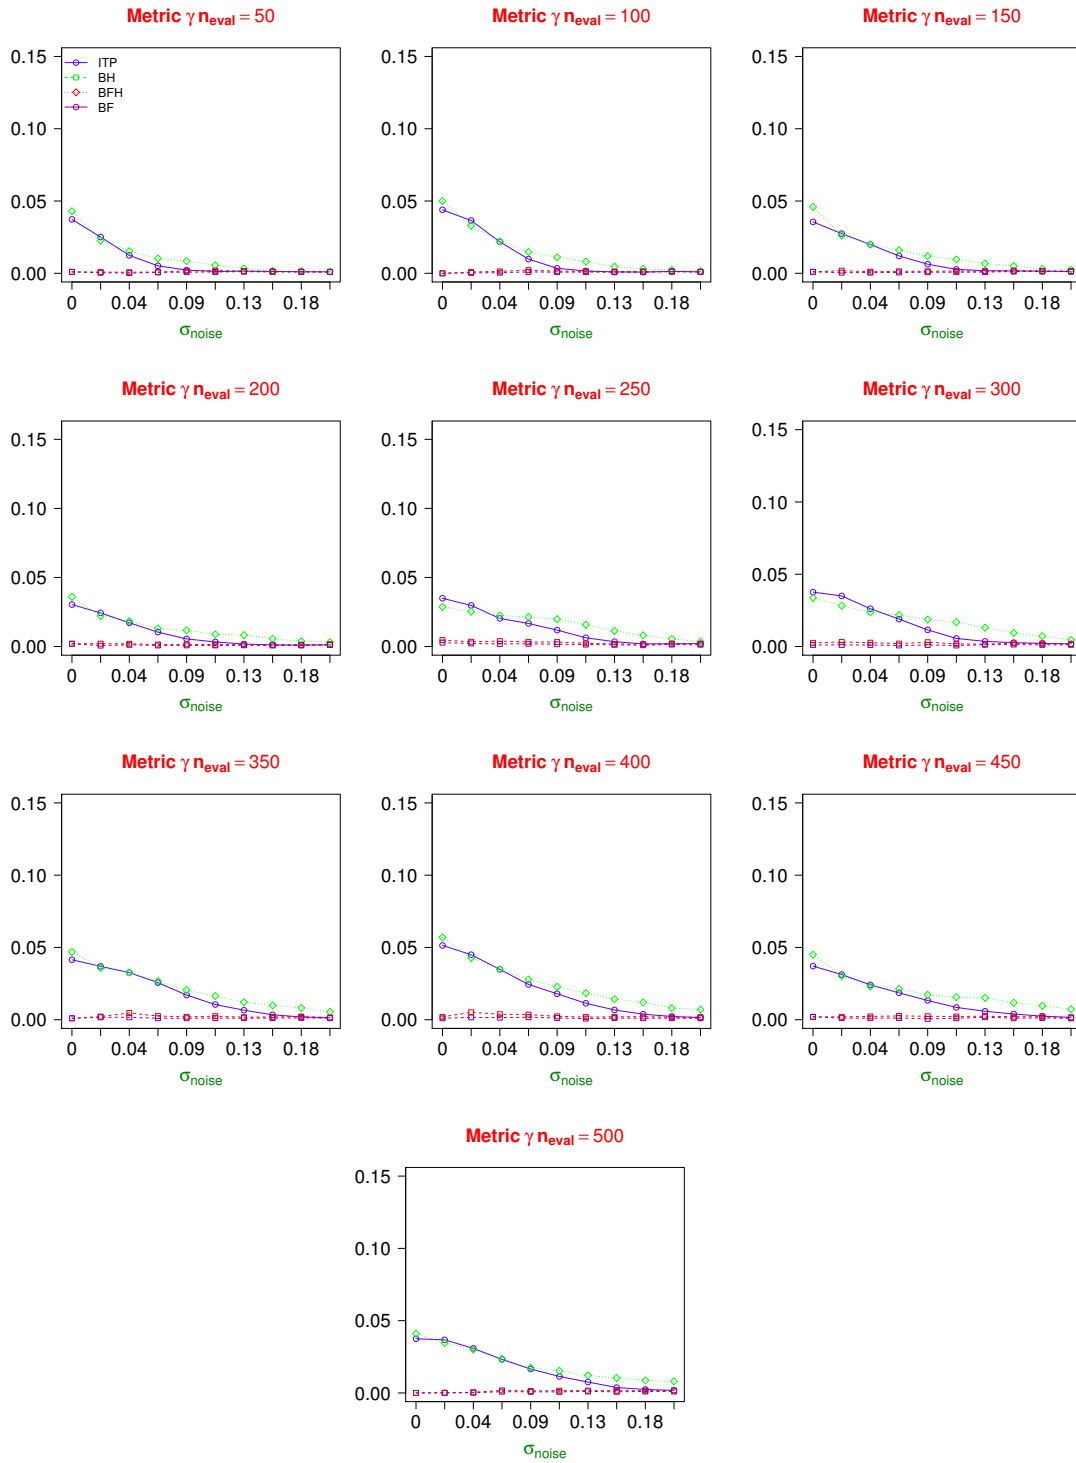 Metric γ n_eval = 50
Metric γ n_eval = 100
Metric γ n_eval = 150
0.15
0.10
0.05
0.00
ITP
BH
BFH
BF
0 0.04 0.09 0.13 0.18
σ_noise
0.15
0.10
0.05
0.00
0 0.04 0.09 0.13 0.18
σ_noise
0.15
0.10
0.05
0.00
0 0.04 0.09 0.13 0.18
σ_noise
Metric γ n_eval = 200
Metric γ n_eval = 250
Metric γ n_eval = 300
0.15
0.10
0.05
0.00
0 0.04 0.09 0.13 0.18
σ_noise
0.15
0.10
0.05
0.00
0 0.04 0.09 0.13 0.18
σ_noise
0.15
0.10
0.05
0.00
0 0.04 0.09 0.13 0.18
σ_noise
Metric γ n_eval = 350
Metric γ n_eval = 400
Metric γ n_eval = 450
0.15
0.10
0.05
0.00
0 0.04 0.09 0.13 0.18
σ_noise
0.15
0.10
0.05
0.00
0 0.04 0.09 0.13 0.18
σ_noise
0.15
0.10
0.05
0.00
0 0.04 0.09 0.13 0.18
σ_noise
Metric γ n_eval = 500
0.15
0.10
0.05
0.00
0 0.04 0.09 0.13 0.18
σ_noise